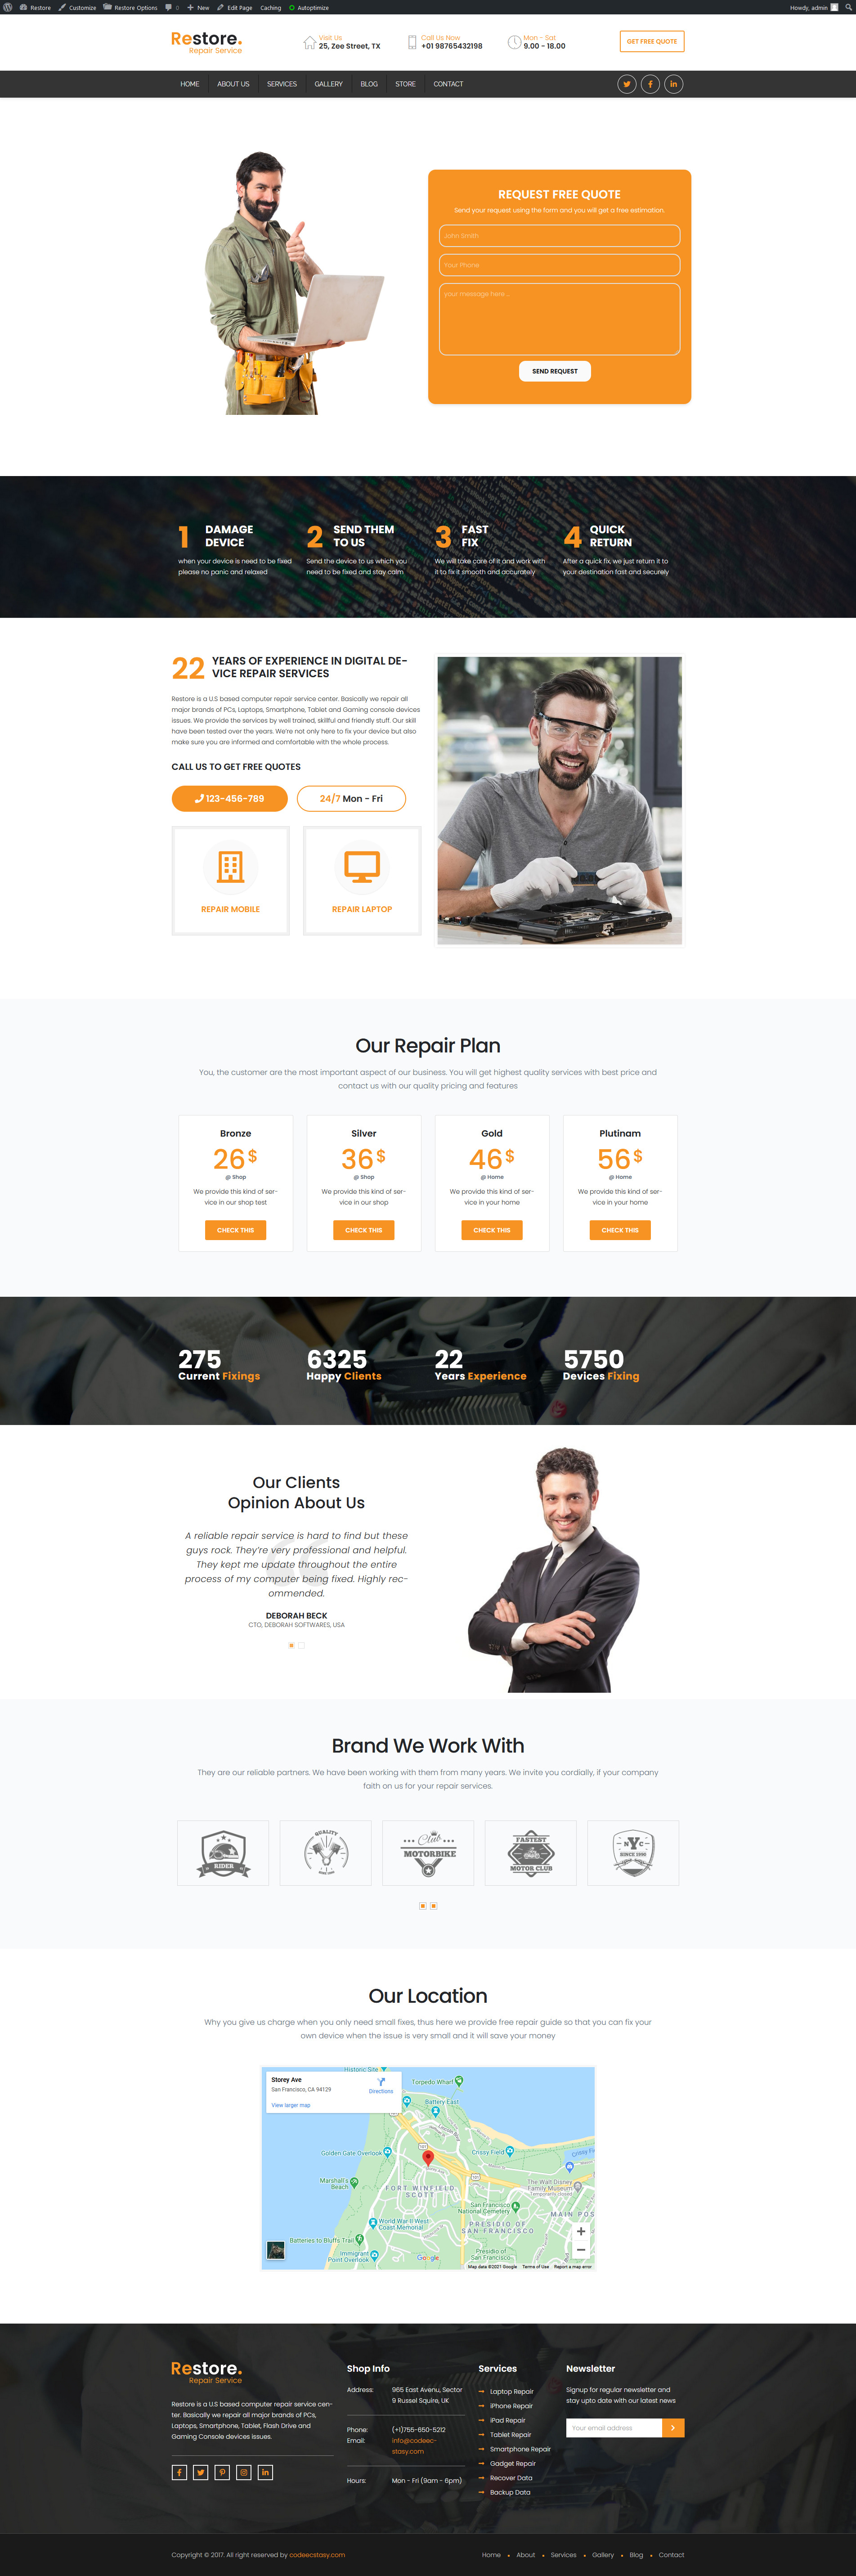 Restore Customize Restore Options 0 New Edit Page Caching Autoptimize Howdy, admin
Restore.
Repair Service
Visit Us
25, Zee Street, TX
Call Us Now
+01 98765432198
Mon - Sat
9.00 - 18.00
GET FREE QUOTE
HOME ABOUT US SERVICES GALLERY BLOG STORE CONTACT
REQUEST FREE QUOTE
Send your request using the form and you will get a free estimation.
John Smith
Your Phone
your message here ..
SEND REQUEST
1 DAMAGE
DEVICE
when your device is need to be fixed
please no panic and relaxed
2 SEND THEM
TO US
Send the device to us which you
need to be fixed and stay calm
3 FAST
FIX
We will take care of it and work with
it to fix it smooth and accurately
4 QUICK
RETURN
After a quick fix, we just return it to
your destination fast and securely
22 YEARS OF EXPERIENCE IN DIGITAL DE-
VICE REPAIR SERVICES
Restore is a U.S based computer repair service center. Basically we repair all
major brands of PCs, Laptops, Smartphone, Tablet and Gaming console devices
issues. We provide the services by well trained, skillful and friendly stuff. Our skill
have been tested over the years. We're not only here to fix your device but also
make sure you are informed and comfortable with the whole process.
CALL US TO GET FREE QUOTES
123-456-789
24/7 Mon - Fri
REPAIR MOBILE
REPAIR LAPTOP
Our Repair Plan
You, the customer are the most important aspect of our business. You will get highest quality services with best price and
contact us with our quality pricing and features
Bronze
26$
@ Shop
We provide this kind of ser-
vice in our shop test
CHECK THIS
Silver
36$
@ Shop
We provide this kind of ser-
vice in our shop
CHECK THIS
Gold
46$
@ Home
We provide this kind of ser-
vice in your home
CHECK THIS
Plutinam
56$
@ Home
We provide this kind of ser-
vice in your home
CHECK THIS
275
Current Fixings
6325
Happy Clients
22
Years Experience
5750
Devices Fixing
Our Clients
Opinion About Us
A reliable repair service is hard to find but these
guys rock. They're very professional and helpful.
They kept me update throughout the entire
process of my computer being fixed. Highly rec-
ommended.
DEBORAH BECK
CTO, DEBORAH SOFTWARES, USA
Brand We Work With
They are our reliable partners. We have been working with them from many years. We invite you cordially, if your company
faith on us for your repair services.
RIDER
QUALITY
Club
MOTORBIKE
FASTEST
MOTOR CLUB
NYC
SINCE 1990
Our Location
Why you give us charge when you only need small fixes, thus here we provide free repair guide so that you can fix your
own device when the issue is very small and it will save your money
Historic Site
Storey Ave
San Francisco, CA 94129
Directions
View larger map
Torpedo Wharf
Battery East
Golden Gate Overlook
Crissy Field
Crissy Fi
101
Marshall's
Beach
FORT WINFIELD
SCOTT
The Walt Disney
Family Museum
Temporarily closed
San Francisco
National Cemetery
MAIN POS
World War II West
Coast Memorial
PRESIDIO OF
SAN FRANCISCO
Batteries to Bluffs Trail
Immigrant
Point Overlook
Google
Presidio of
San Francisco
Map data ©2021 Google Terms of Use Report a map error
Restore.
Repair Service
Restore is a U.S based computer repair service cen-
ter. Basically we repair all major brands of PCs,
Laptops, Smartphone, Tablet, Flash Drive and
Gaming Console devices issues.
Shop Info
Address: 965 East Avenu, Sector
9 Russel Squire, UK
Phone: (+1)755-650-5212
Email: info@codeec-
stasy.com
Hours: Mon - Fri (9am - 6pm)
Services
Laptop Repair
iPhone Repair
iPad Repair
Tablet Repair
Smartphone Repair
Gadget Repair
Recover Data
Backup Data
Newsletter
Signup for regular newsletter and
stay upto date with our latest news
Your email address
Copyright © 2017. All right reserved by codeecstasy.com
Home About Services Gallery Blog Contact